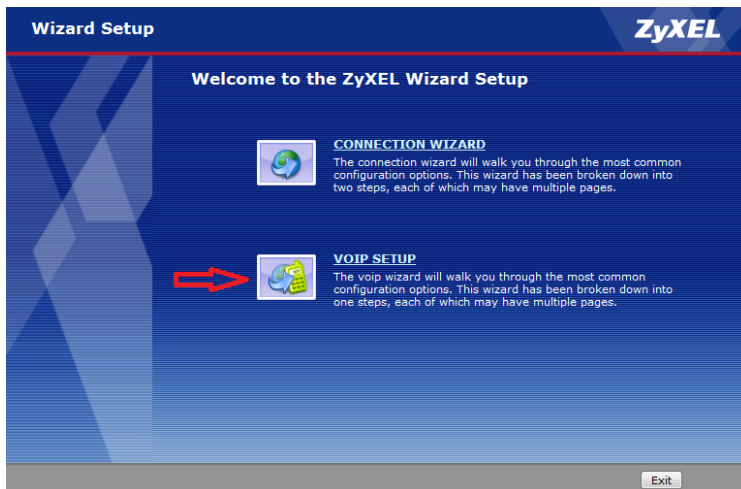 Wizard Setup
ZyXEL
Welcome to the ZyXEL Wizard Setup
CONNECTION WIZARD
The connection wizard will walk you through the most common
configuration options. This wizard has been broken down into
two steps, each of which may have multiple pages.
VOIP SETUP
The voip wizard will walk you through the most common
configuration options. This wizard has been broken down into
one steps, each of which may have multiple pages.
Exit